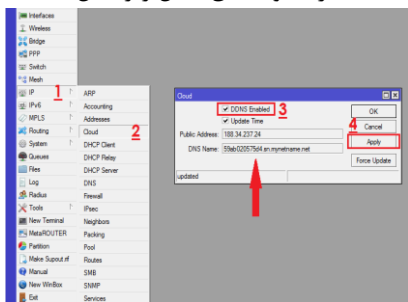 Interfaces
Wireless
Bridge
PPP
Switch
Mesh
IP
1
IPv6
MPLS
Routing
System
Queues
Files
Log
Radius
Tools
New Terminal
MetaROUTER
Partition
Make Supout.rif
Manual
New WinBox
Exit
ARP
Accounting
Addresses
Cloud
2
DHCP Client
DHCP Relay
DHCP Server
DNS
Firewall
Hotspot
IPsec
Neighbors
Packing
Pool
Routes
SMB
SNMP
Services
Cloud
DDNS Enabled
3
Update Time
Public Address: 188.34.237.24
DNS Name: 59ab020575d4.sn.mynetname.net
OK
Cancel
4
Apply
Force Update
updated